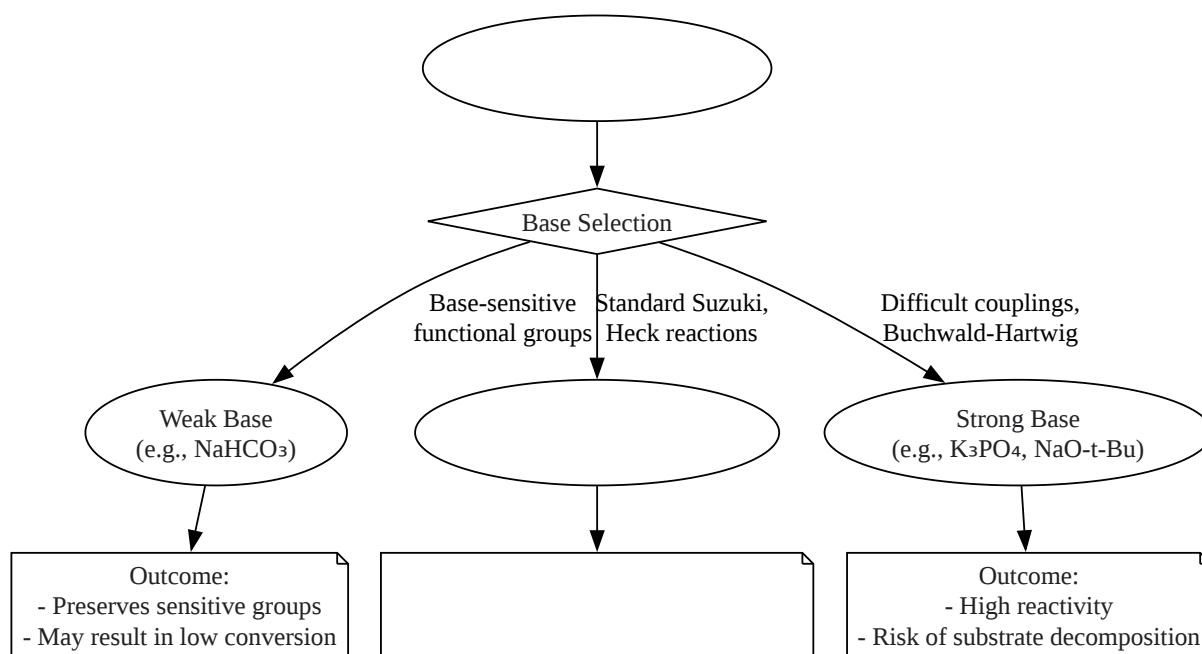 Base Selection
Base-sensitive
functional groups
Standard Suzuki,
Heck reactions
Difficult couplings,
Buchwald-Hartwig
Weak Base
(e.g., NaHCO₃)
Strong Base
(e.g., K₃PO₄, NaO-t-Bu)
Outcome:
- Preserves sensitive groups
- May result in low conversion
Outcome:
- High reactivity
- Risk of substrate decomposition